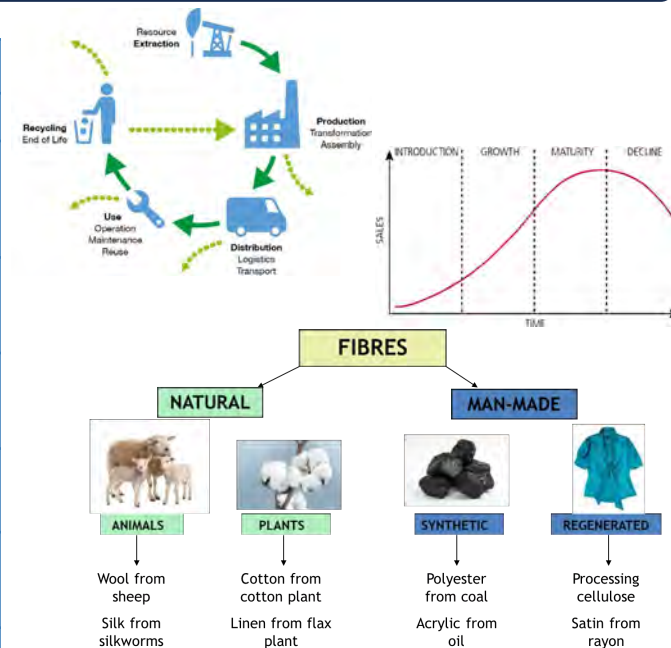 Resource
Extraction
Production
Transformation
Assembly
Distribution
Logistics
Transport
Use
Operation
Maintenance
Reuse
Recycling
End of Life
INTRODUCTION
GROWTH
MATURITY
DECLINE
SALES
TIME
FIBRES
NATURAL
MAN-MADE
ANIMALS
PLANTS
SYNTHETIC
REGENERATED
Wool from
sheep
Silk from
silkworms
Cotton from
cotton plant
Linen from flax
plant
Polyester
from coal
Acrylic from
oil
Processing
cellulose
Satin from
rayon